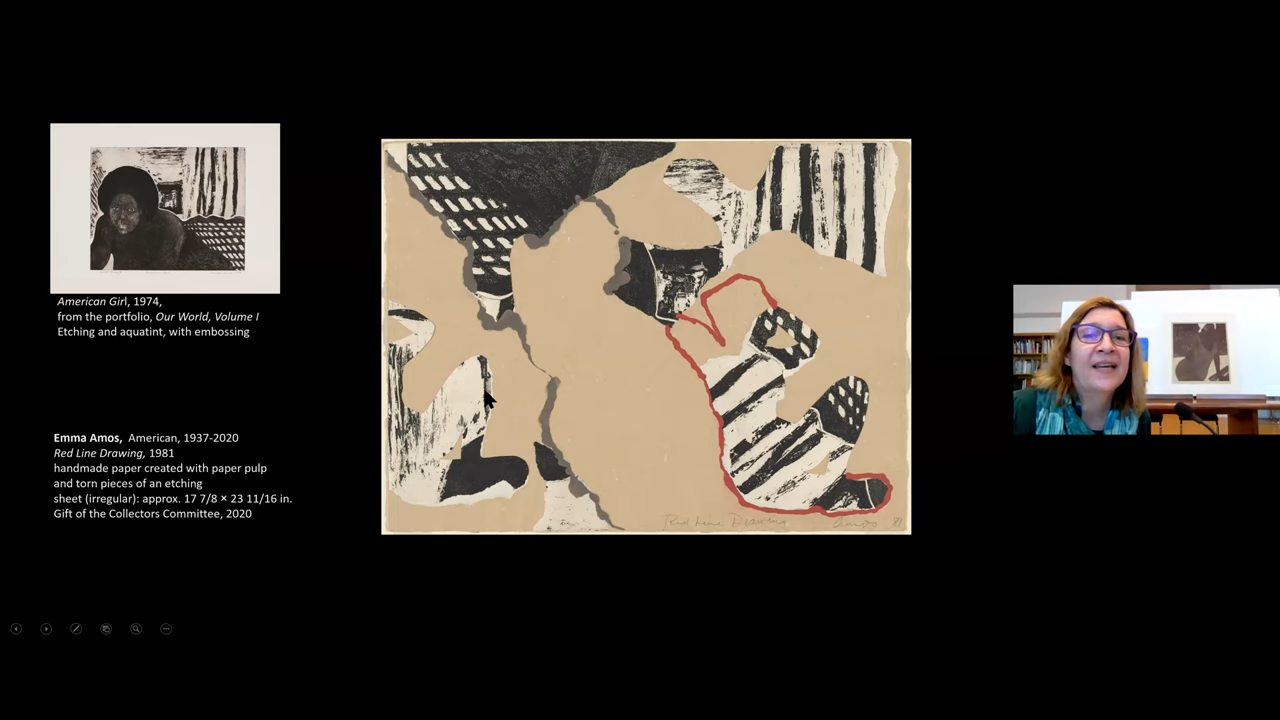 American Girl, 1974,
from the portfolio, Our World, Volume I
Etching and aquatint, with embossing
Emma Amos, American, 1937-2020
Red Line Drawing, 1981
handmade paper created with paper pulp
and torn pieces of an etching
sheet (irregular): approx. 17 7/8 × 23 11/16 in.
Gift of the Collectors Committee, 2020
Red Line Drawing Amos 81